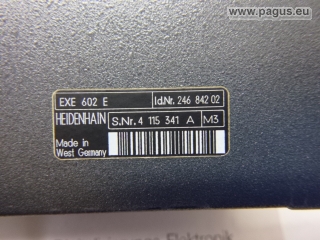 www.pagus.eu
EXE 602 E Id.Nr. 246 842 02
HEIDENHAIN S.Nr. 4 115 341 A M3
Made in
West Germany
Elektronik